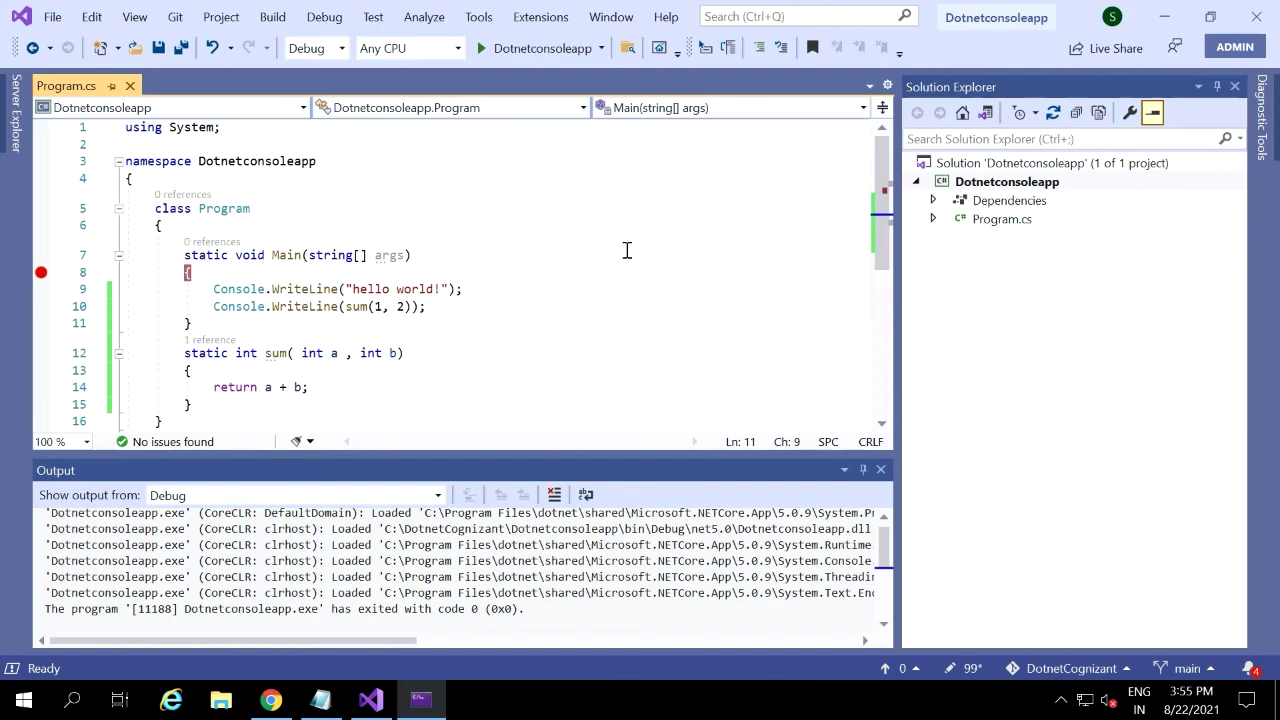 File Edit View Git Project Build Debug Test Analyze Tools Extensions Window Help Search (Ctrl+Q) Dotnetconsoleapp S
Debug Any CPU Dotnetconsoleapp Live Share ADMIN
Server Explorer
Program.cs
Dotnetconsoleapp Dotnetconsoleapp.Program Main(string[] args)
1 using System;
2
3 namespace Dotnetconsoleapp
4 {
0 references
5 class Program
6 {
0 references
7 static void Main(string[] args)
8 {
9 Console.WriteLine("hello world!");
10 Console.WriteLine(sum(1, 2));
11 }
1 reference
12 static int sum( int a , int b)
13 {
14 return a + b;
15 }
16 }
100 % No issues found Ln: 11 Ch: 9 SPC CRLF
Output
Show output from: Debug
'Dotnetconsoleapp.exe' (CoreCLR: DefaultDomain): Loaded 'C:\Program Files\dotnet\shared\Microsoft.NETCore.App\5.0.9\System.P
'Dotnetconsoleapp.exe' (CoreCLR: clrhost): Loaded 'C:\DotnetCognizant\Dotnetconsoleapp\bin\Debug\net5.0\Dotnetconsoleapp.dll
'Dotnetconsoleapp.exe' (CoreCLR: clrhost): Loaded 'C:\Program Files\dotnet\shared\Microsoft.NETCore.App\5.0.9\System.Runtime.
'Dotnetconsoleapp.exe' (CoreCLR: clrhost): Loaded 'C:\Program Files\dotnet\shared\Microsoft.NETCore.App\5.0.9\System.Console
'Dotnetconsoleapp.exe' (CoreCLR: clrhost): Loaded 'C:\Program Files\dotnet\shared\Microsoft.NETCore.App\5.0.9\System.Threadin
'Dotnetconsoleapp.exe' (CoreCLR: clrhost): Loaded 'C:\Program Files\dotnet\shared\Microsoft.NETCore.App\5.0.9\System.Text.Enc
The program '[11188] Dotnetconsoleapp.exe' has exited with code 0 (0x0).
Solution Explorer
Search Solution Explorer (Ctrl+;)
Solution 'Dotnetconsoleapp' (1 of 1 project)
C# Dotnetconsoleapp
Dependencies
C# Program.cs
Diagnostic Tools
Ready 0 99* DotnetCognizant main 4
ENG 3:55 PM
IN 8/22/2021